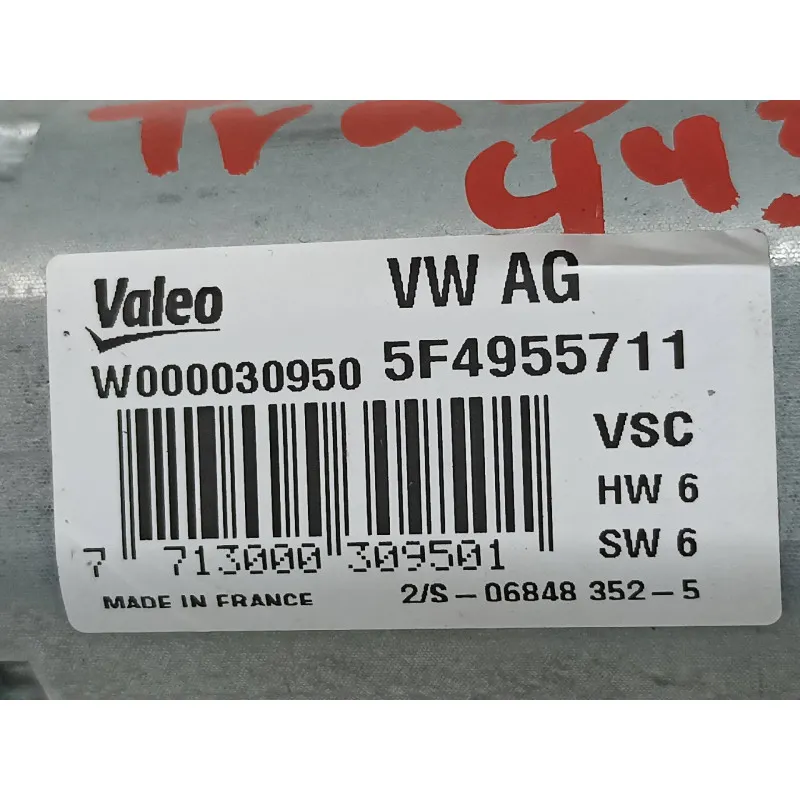 Valeo
VW AG
W000030950
5F4955711
VSC
HW 6
SW 6
7 713000 309501
MADE IN FRANCE
2/S-06848 352-5